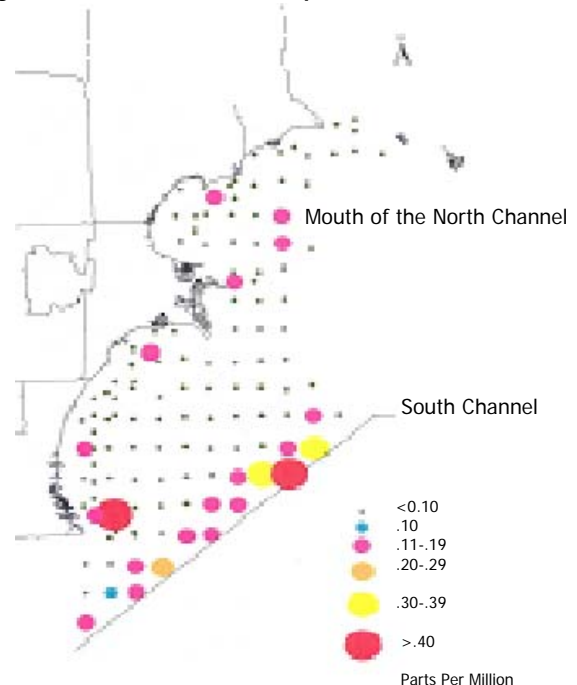 Mouth of the North Channel
South Channel
<0.10
.10
.11-.19
.20-.29
.30-.39
>.40
Parts Per Million